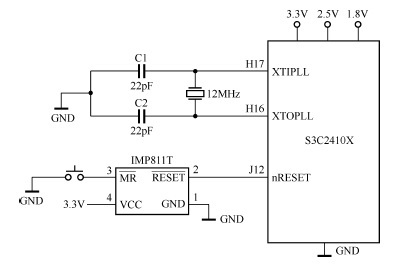 3.3V 2.5V 1.8V
C1
H17
22pF
XTIPLL
12MHz
GND
C2
H16
22pF
XTOPLL
S3C2410X
IMP811T
3 MR RESET 2
J12
nRESET
GND
3.3V
4 VCC GND 1
GND
GND